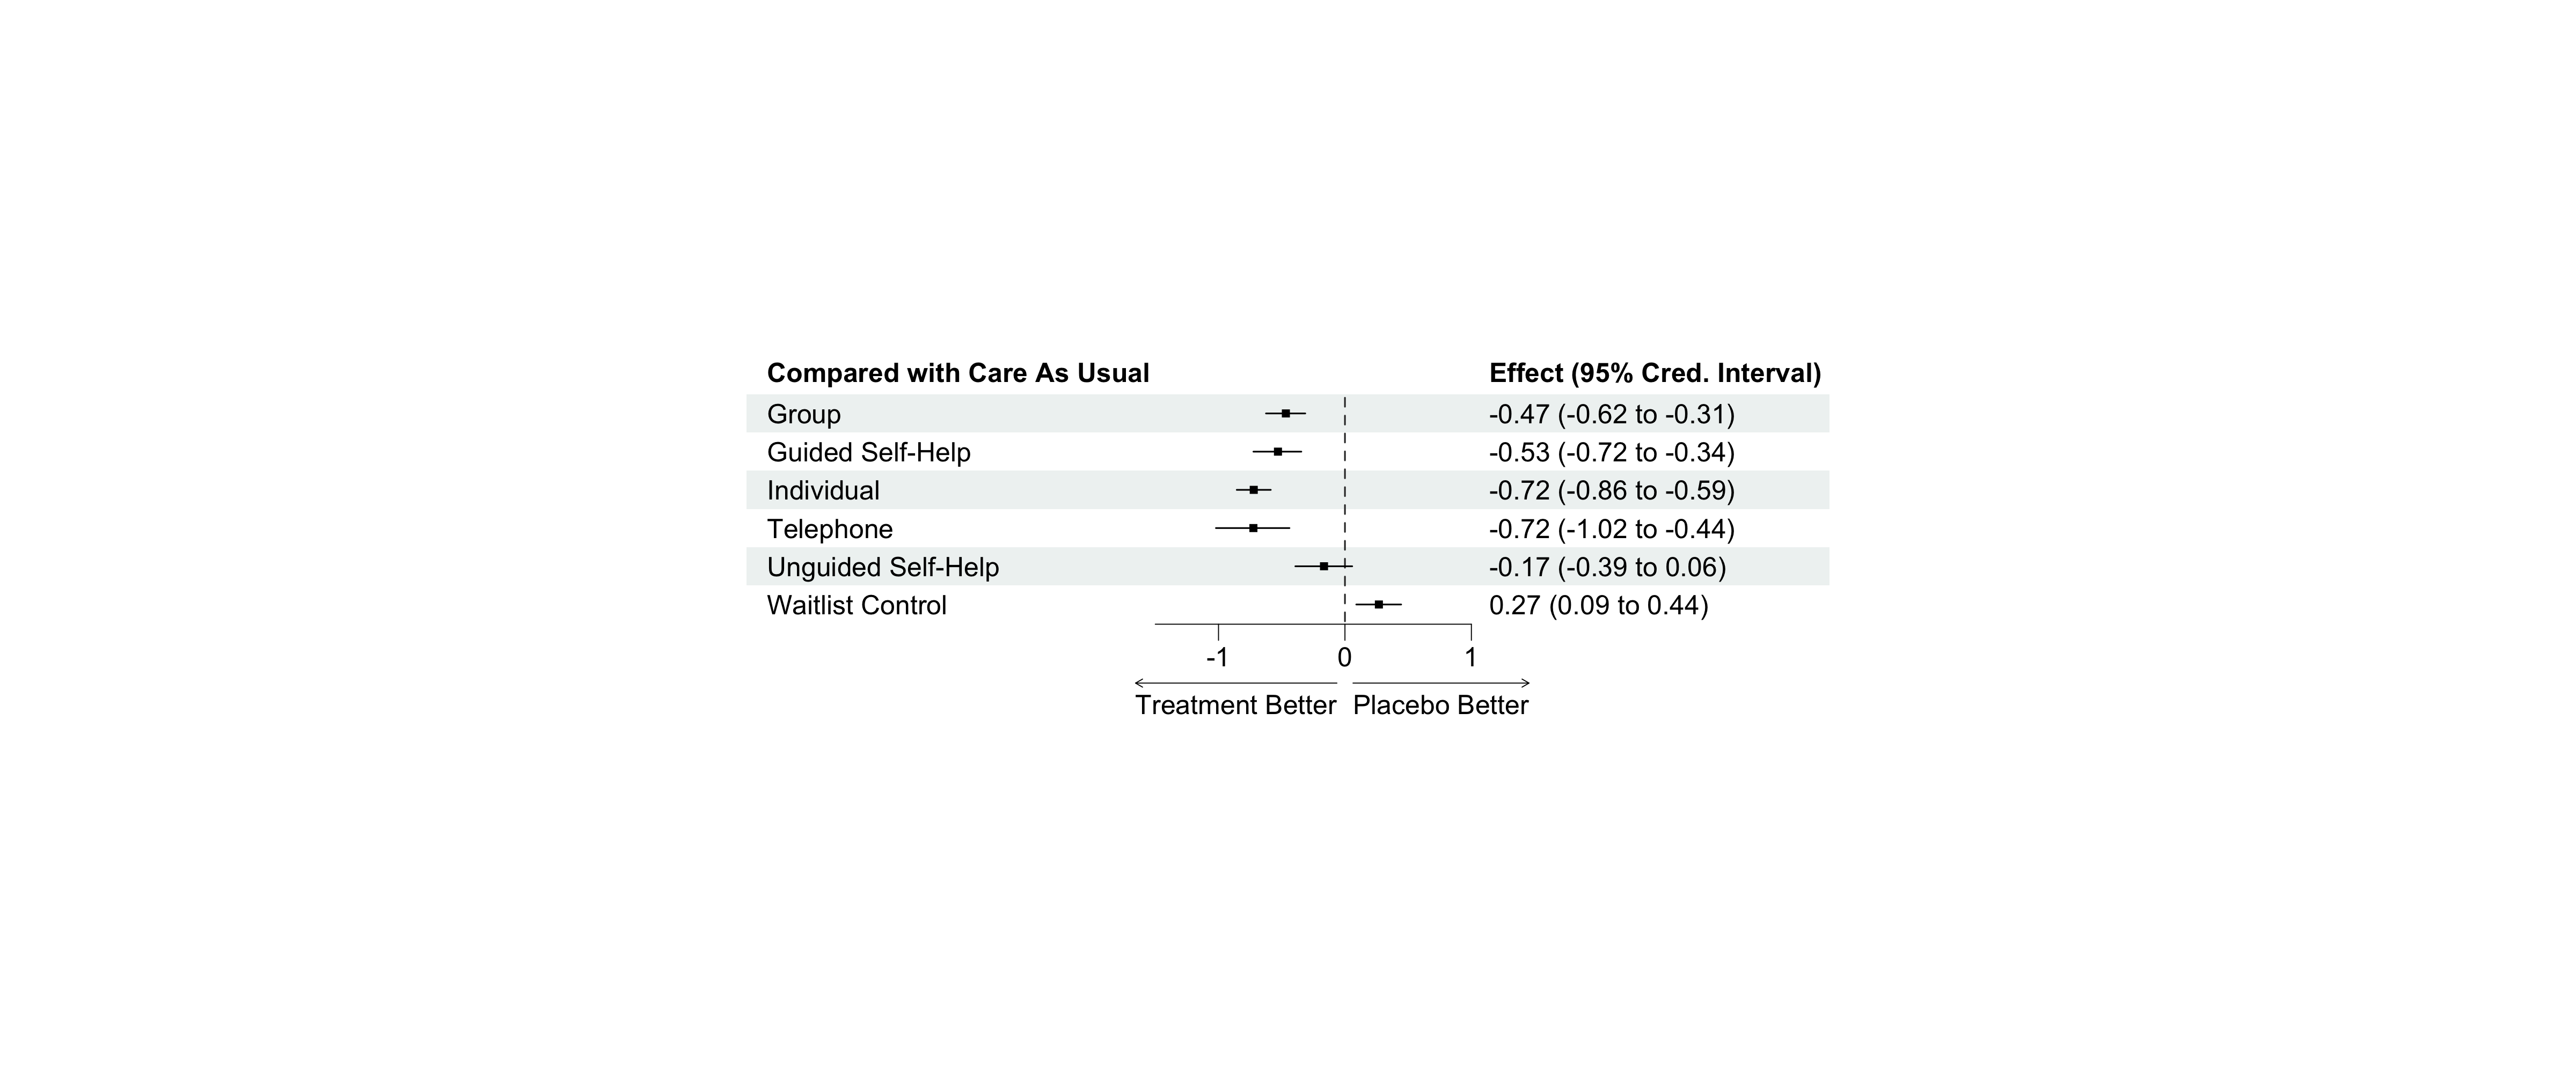 Compared with Care As Usual Effect (95% Cred. Interval)
Group -0.47 (-0.62 to -0.31)
Guided Self-Help -0.53 (-0.72 to -0.34)
Individual -0.72 (-0.86 to -0.59)
Telephone -0.72 (-1.02 to -0.44)
Unguided Self-Help -0.17 (-0.39 to 0.06)
Waitlist Control 0.27 (0.09 to 0.44)
-1 0 1
Treatment Better Placebo Better